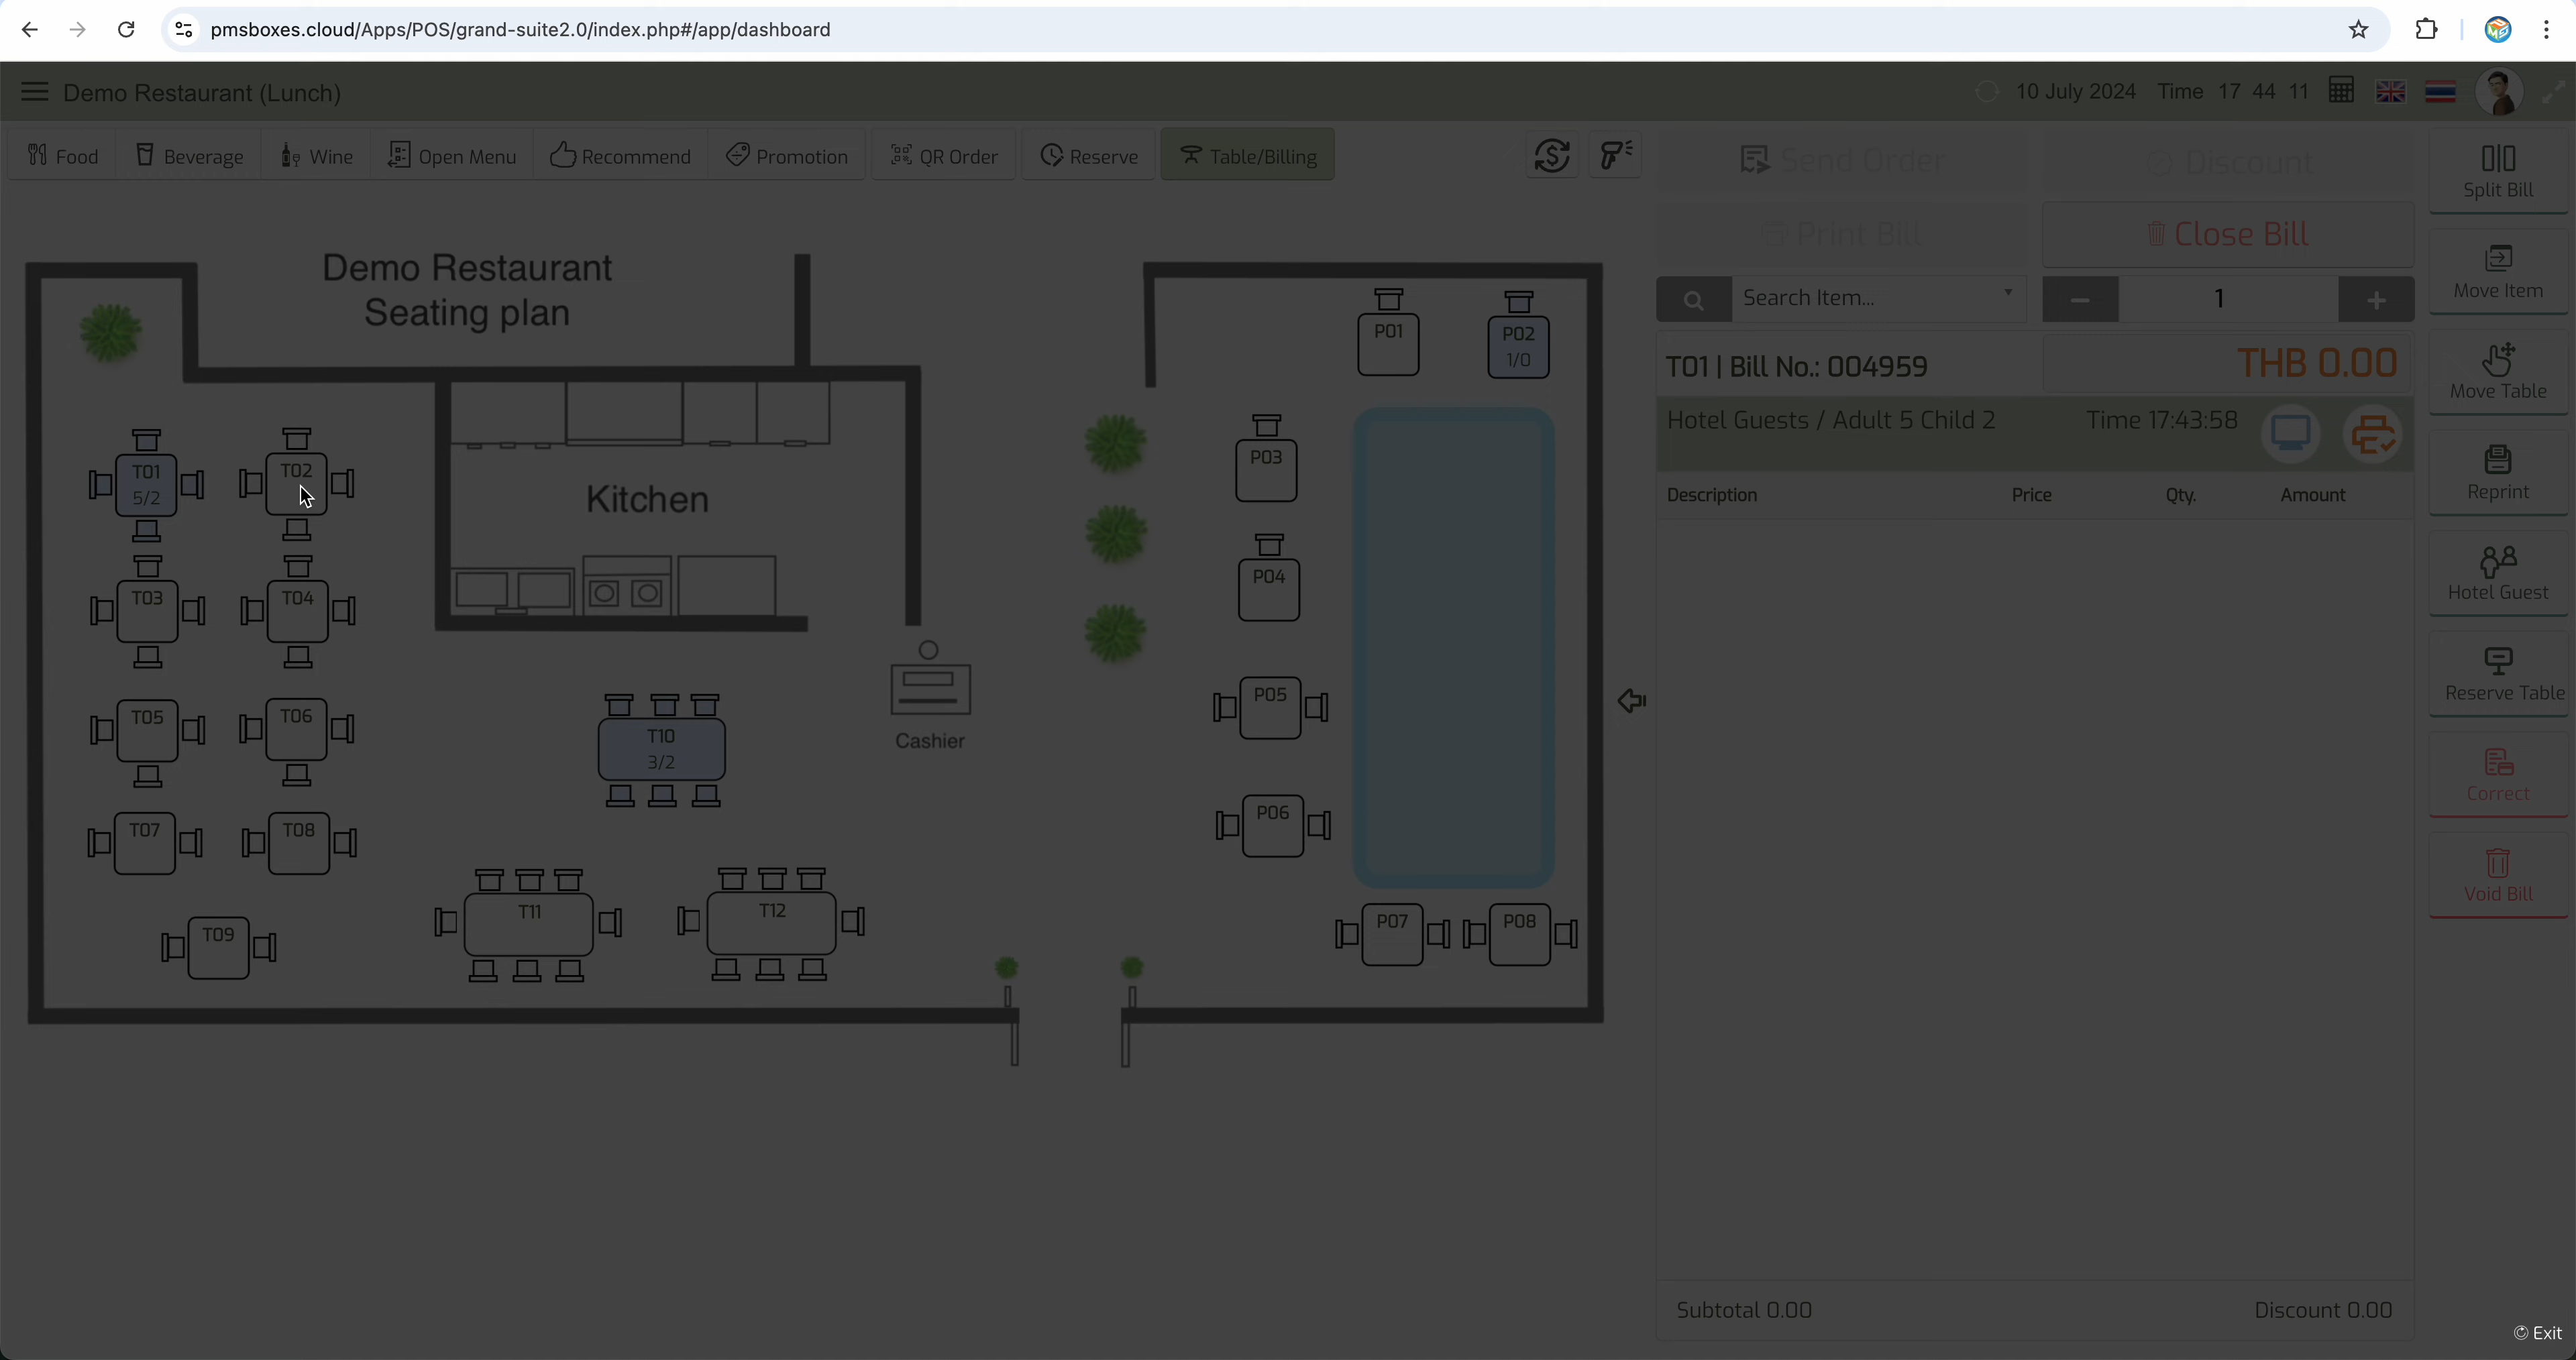 pmsboxes.cloud/Apps/POS/grand-suite2.0/index.php#/app/dashboard
Demo Restaurant (Lunch)
10 July 2024 Time 17 44 11
Food
Beverage
Wine
Open Menu
Recommend
Promotion
QR Order
Reserve
Table/Billing
Send Order
Discount
Print Bill
Close Bill
Search Item...
1
T01 | Bill No.: 004959
THB 0.00
Hotel Guests / Adult 5 Child 2
Time 17:43:58
Description Price Qty. Amount
Subtotal 0.00
Discount 0.00
Split Bill
Move Item
Move Table
Reprint
Hotel Guest
Reserve Table
Correct
Void Bill
Exit
Demo Restaurant
Seating plan
Kitchen
Cashier
T01
5/2
T02
T03
T04
T05
T06
T07
T08
T09
T10
3/2
T11
T12
P01
P02
1/0
P03
P04
P05
P06
P07
P08